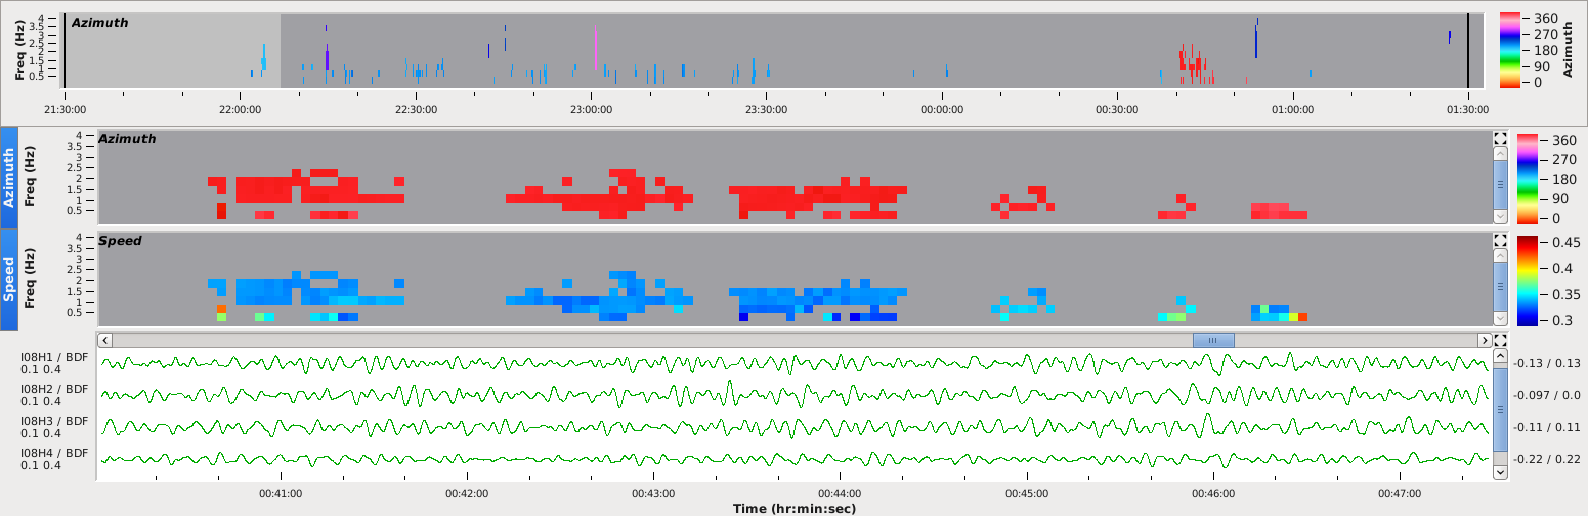 Azimuth
Freq (Hz)
4
3.5
2.5
2
1.5
1
0.5
21:30:00 22:00:00 22:30:00 23:00:00 23:30:00 00:00:00 00:30:00 01:00:00 01:30:00
360
270
180
90
0
Azimuth
Azimuth
Freq (Hz)
Azimuth
4
3.5
3
2.5
2
1.5
1
0.5
360
270
180
90
0
Speed
Freq (Hz)
Speed
4
3.5
3
2.5
2
1.5
1
0.5
0.45
0.4
0.35
0.3
I08H1 / BDF
0.1 0.4
-0.13 / 0.13
I08H2 / BDF
0.1 0.4
-0.097 / 0.0
I08H3 / BDF
0.1 0.4
-0.11 / 0.11
I08H4 / BDF
0.1 0.4
-0.22 / 0.22
00:41:00 00:42:00 00:43:00 00:44:00 00:45:00 00:46:00 00:47:00
Time (hr:min:sec)